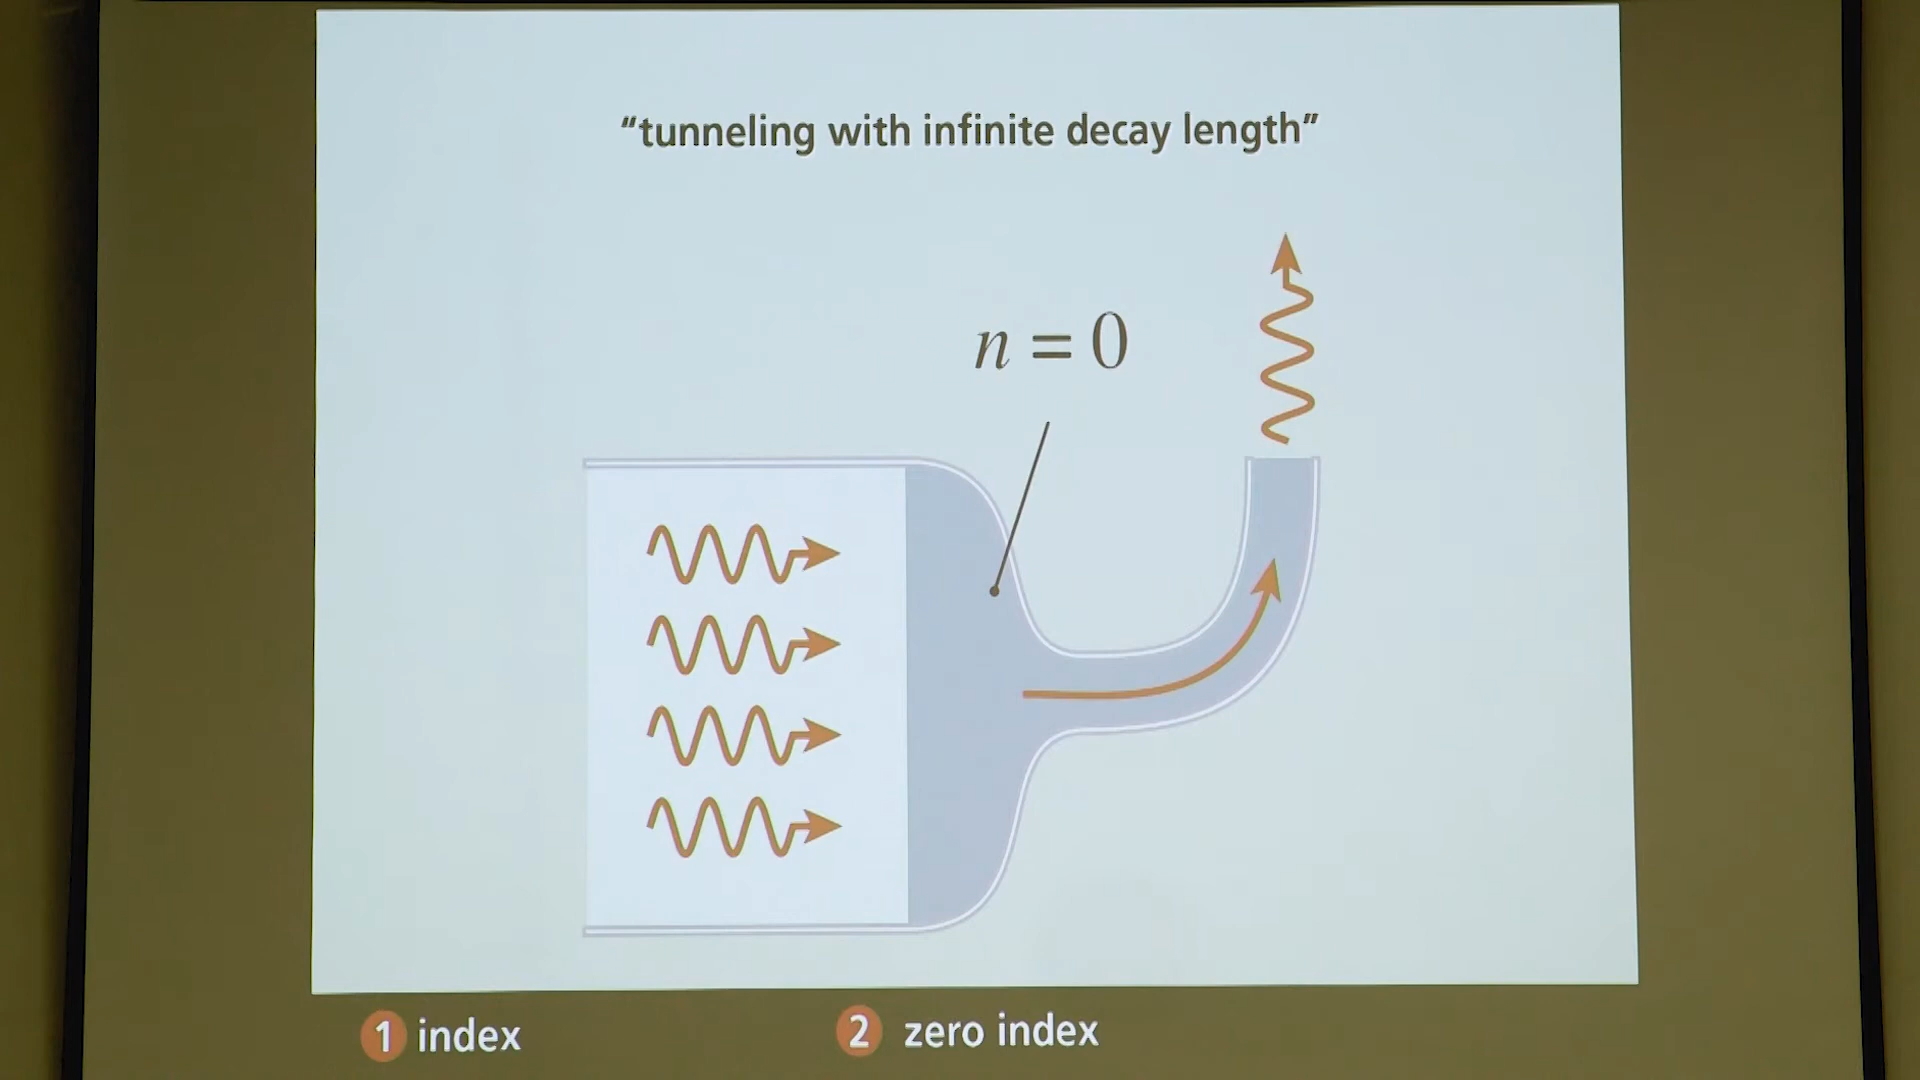 “tunneling with infinite decay length”
n = 0
1 index
2 zero index